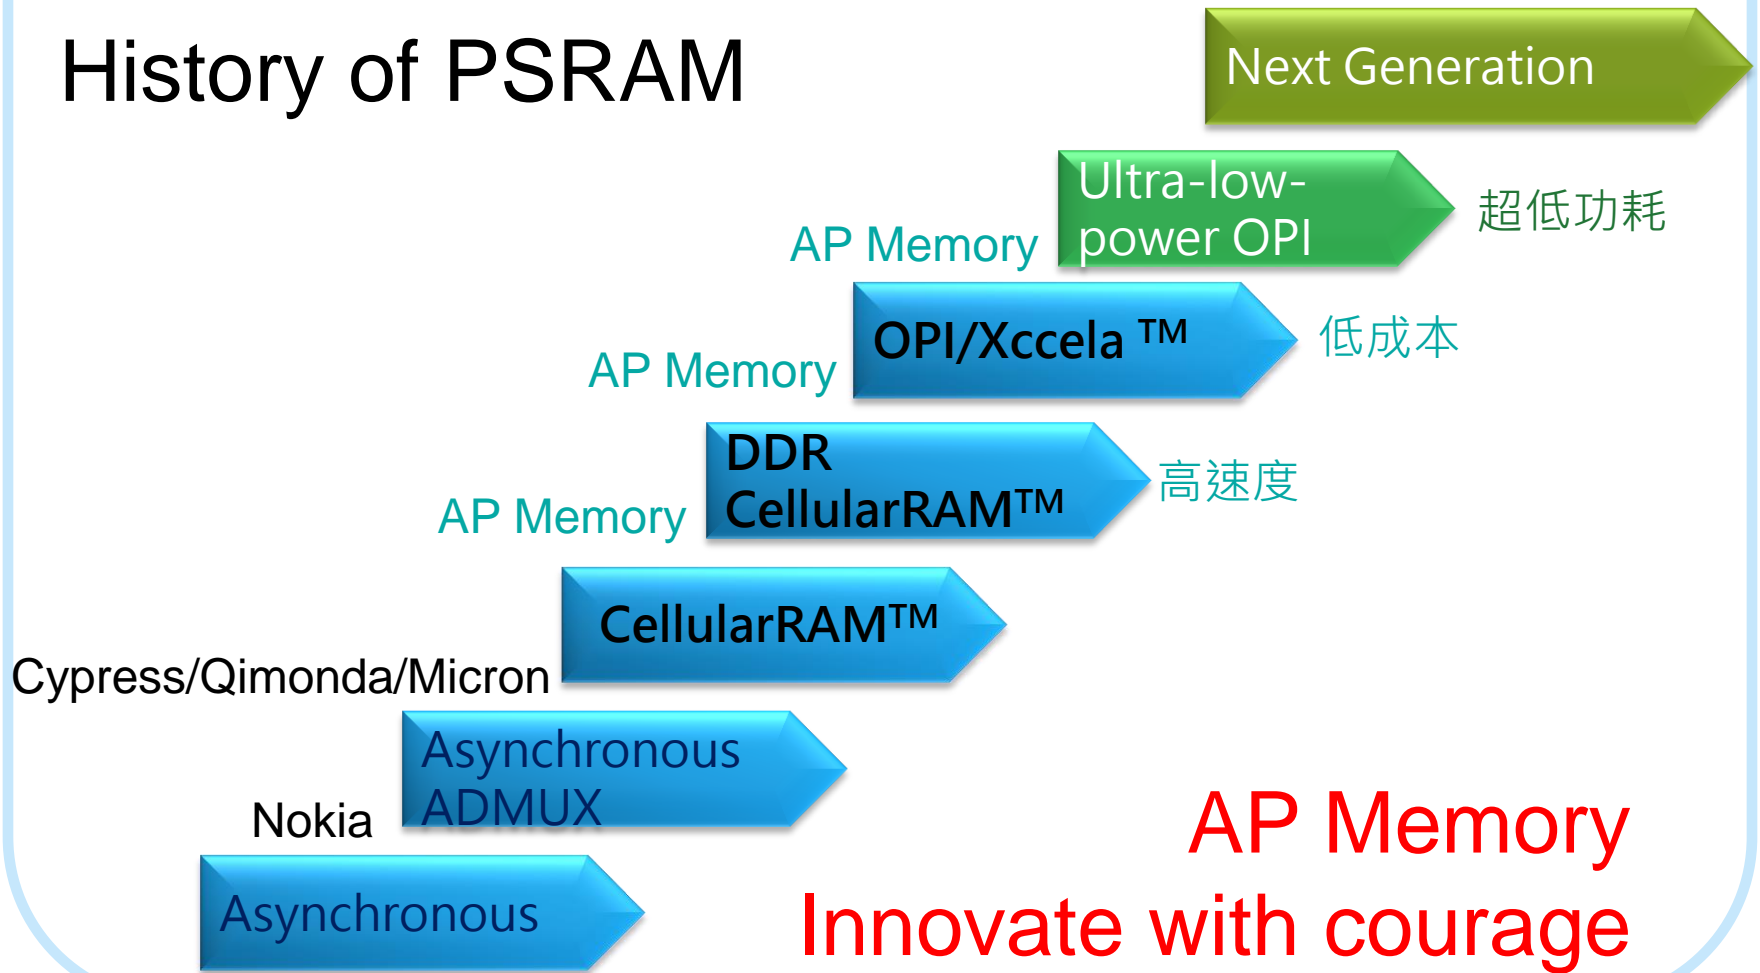 History of PSRAM
Next Generation
Ultra-low-
power OPI
超低功耗
AP Memory
OPI/Xccela ™
低成本
AP Memory
DDR
CellularRAM™
高速度
AP Memory
CellularRAM™
Cypress/Qimonda/Micron
Asynchronous
ADMUX
Nokia
Asynchronous
AP Memory
Innovate with courage